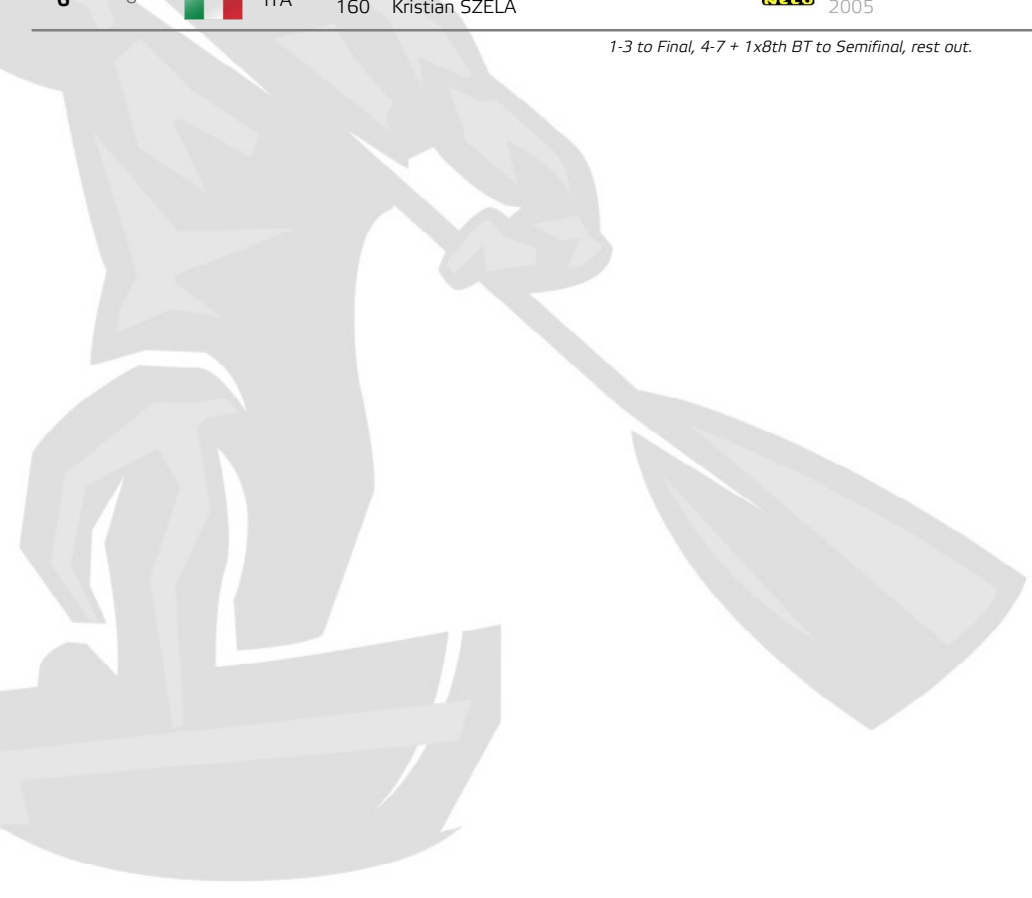 ITA 160 Kristian SZELA 2005
1-3 to Final, 4-7 + 1x8th BT to Semifinal, rest out.